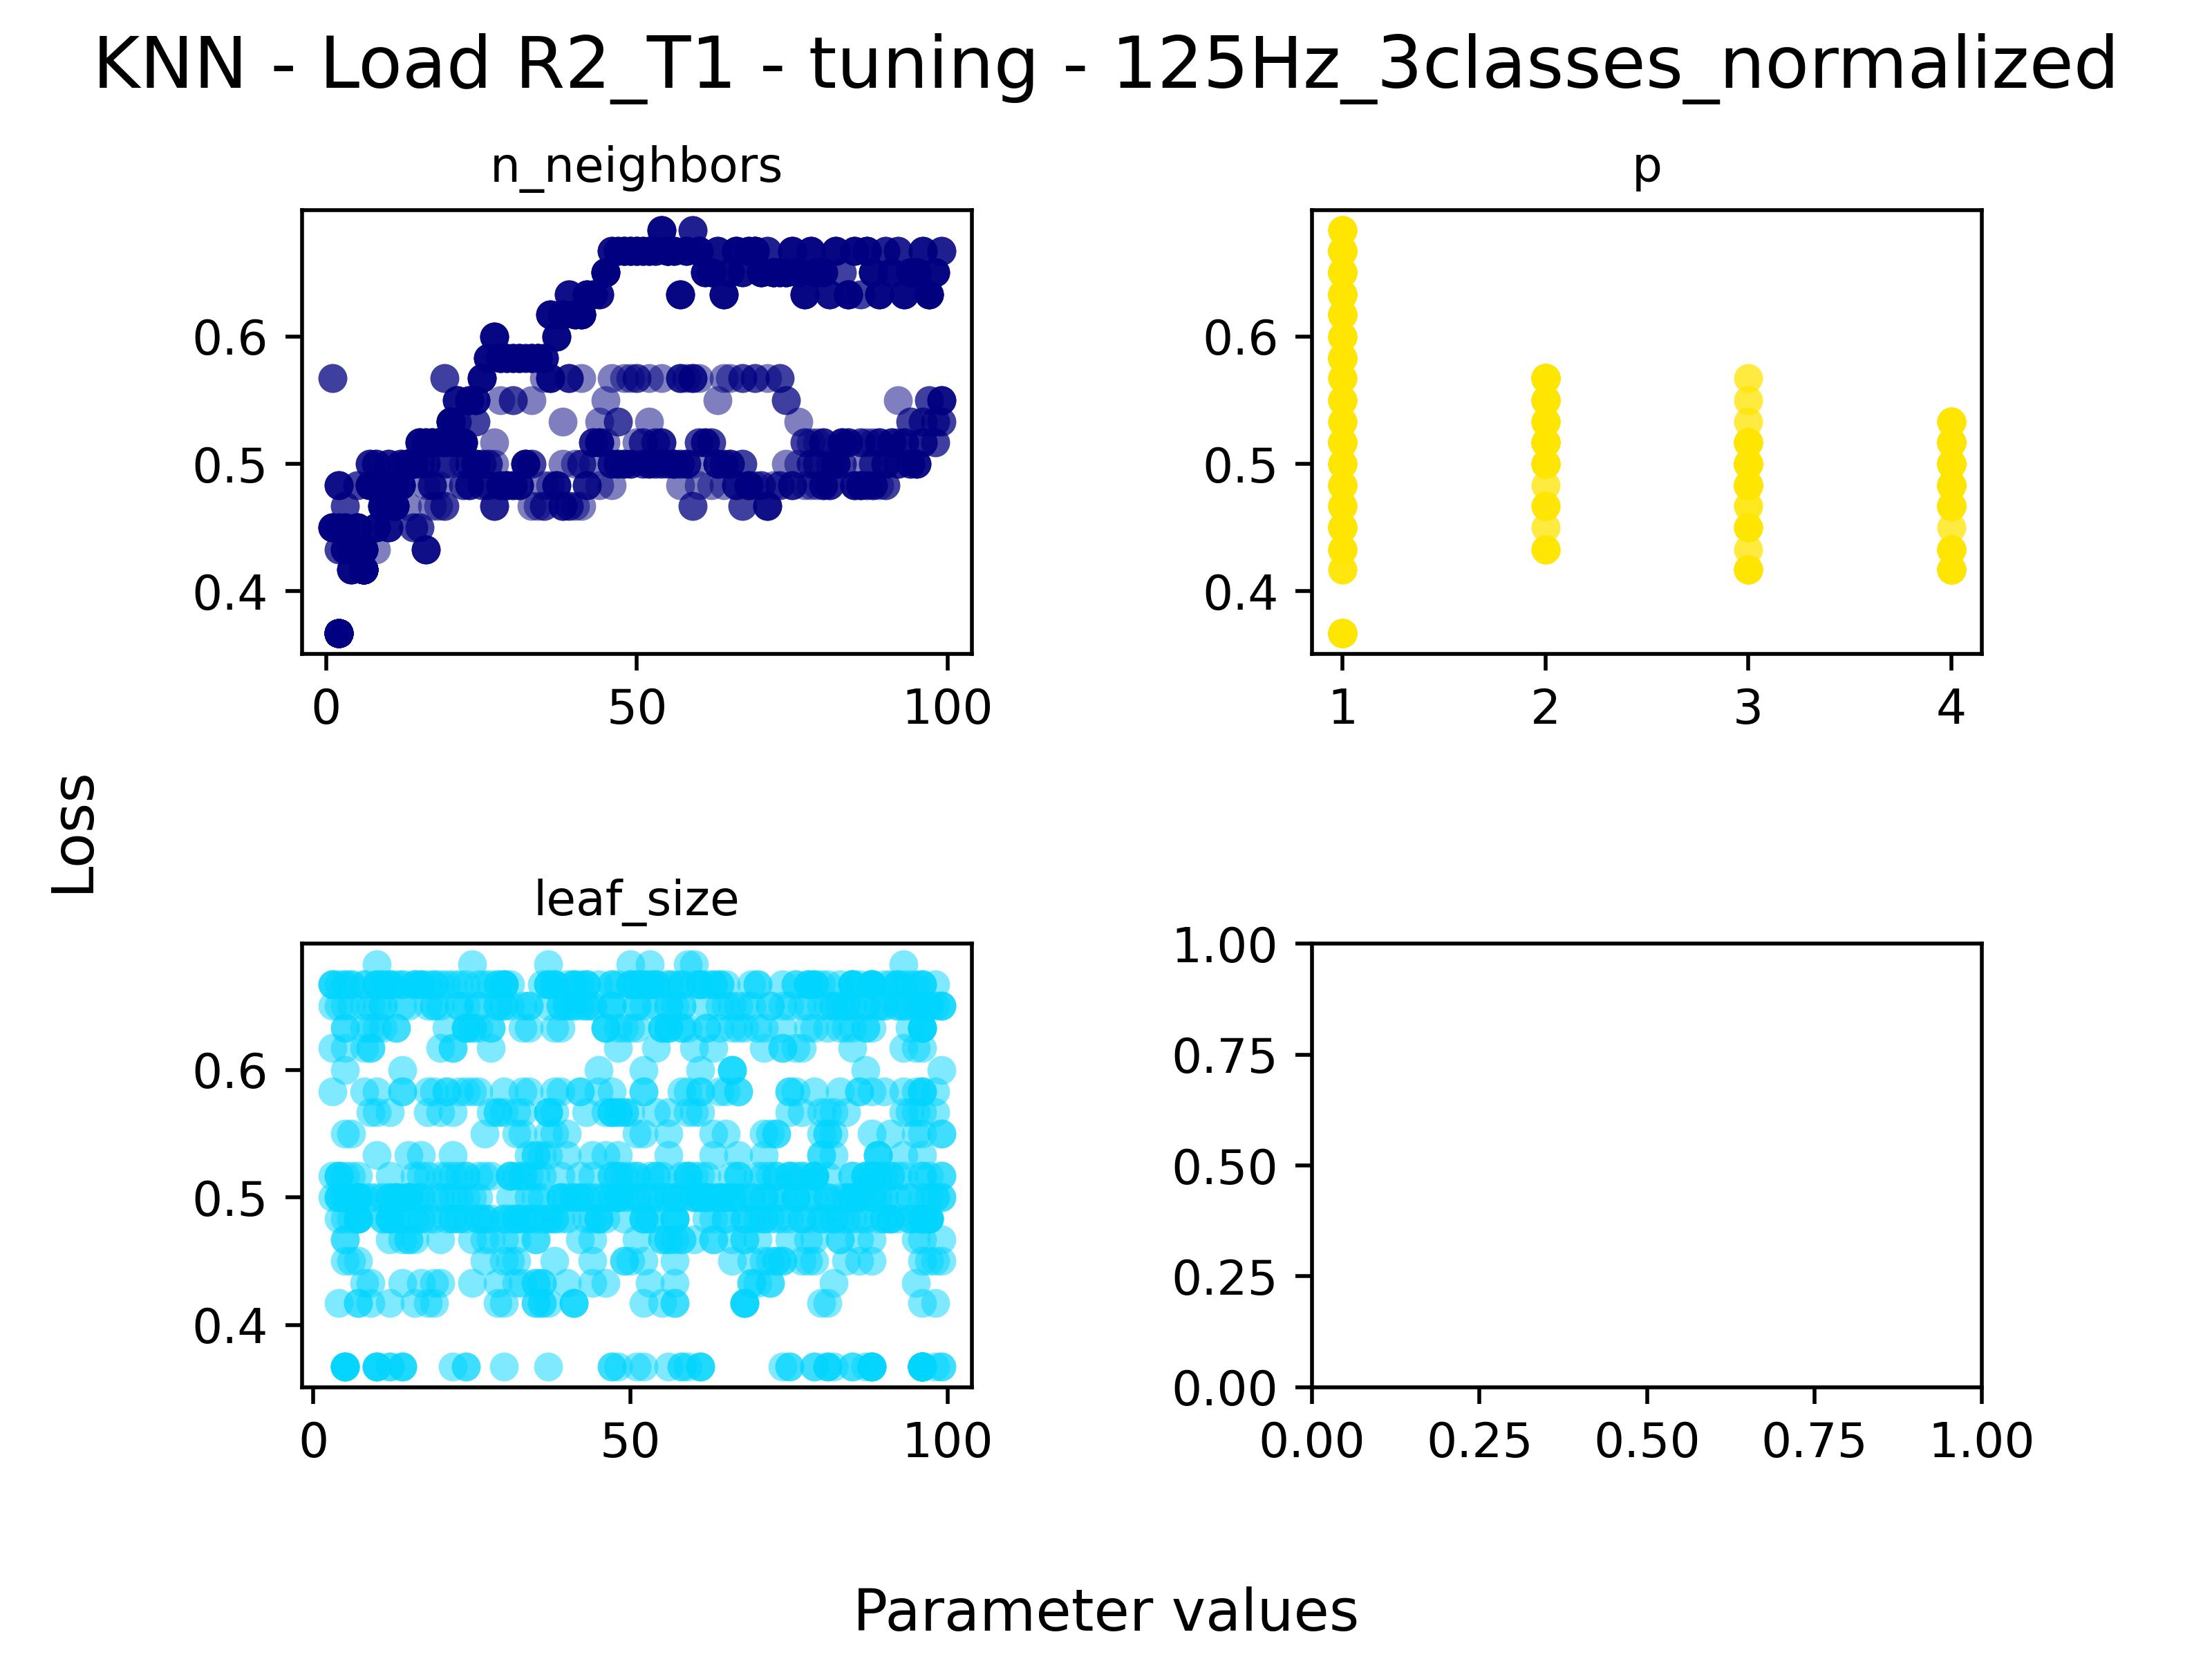 KNN - Load R2_T1 - tuning - 125Hz_3classes_normalized
n_neighbors
0.6
0.5
0.4
0 50 100
p
0.6
0.5
0.4
1 2 3 4
Loss
leaf_size
0.6
0.5
0.4
0 50 100
1.00
0.75
0.50
0.25
0.00
0.00 0.25 0.50 0.75 1.00
Parameter values